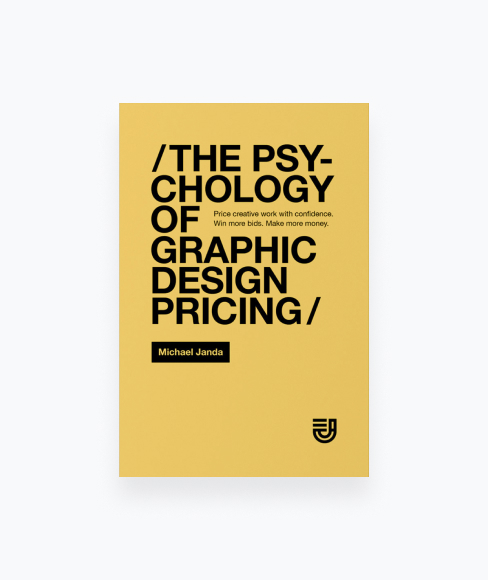 /THE PSY-
CHOLOGY
OF
Price creative work with confidence.
Win more bids. Make more money.
GRAPHIC
DESIGN
PRICING/
Michael Janda